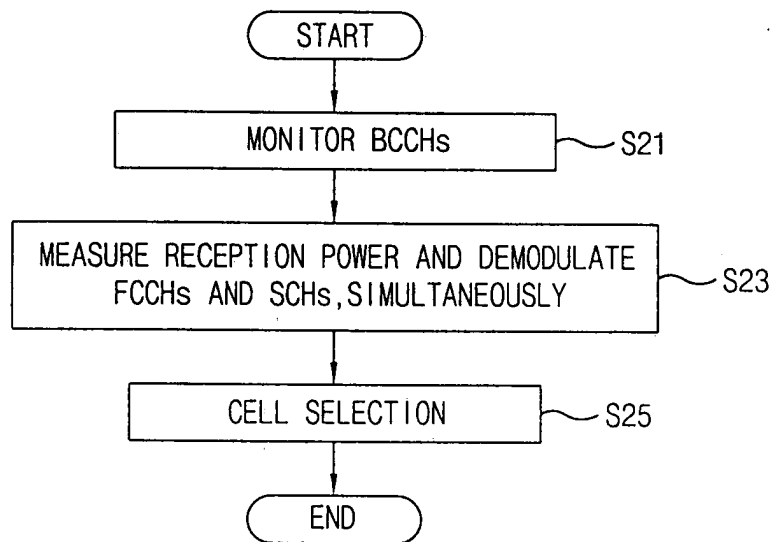 START
MONITOR BCCHs
S21
MEASURE RECEPTION POWER AND DEMODULATE
FCCHs AND SCHs, SIMULTANEOUSLY
S23
CELL SELECTION
S25
END